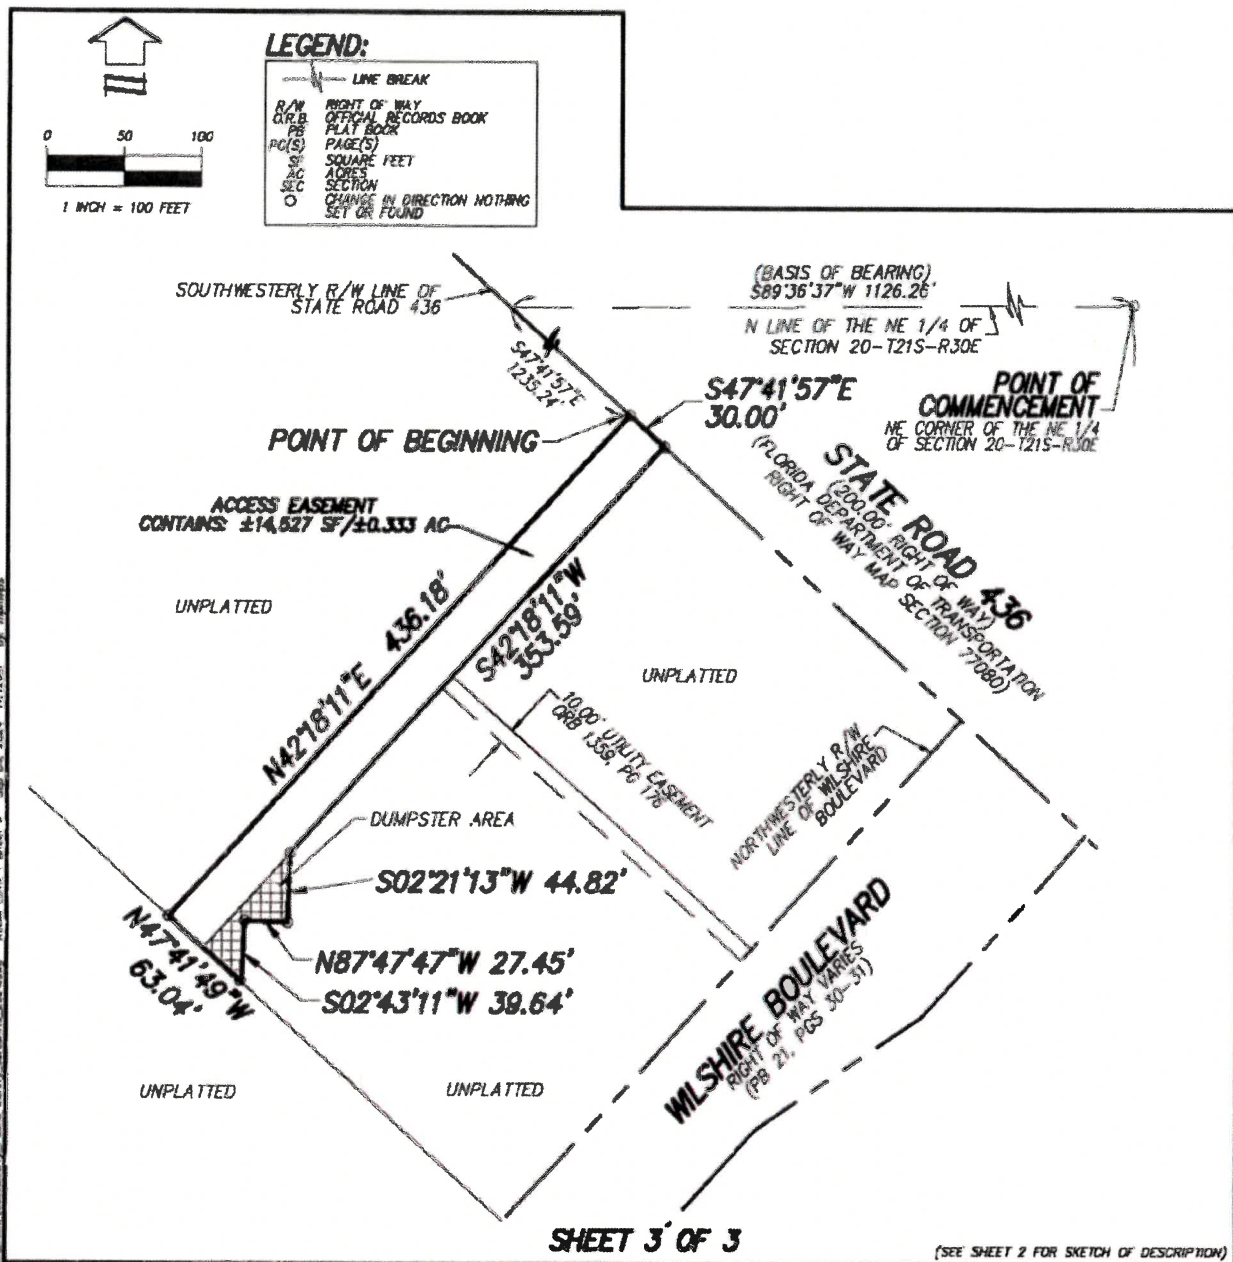 LEGEND:
LINE BREAK
R/W RIGHT OF WAY
O.R.B. OFFICIAL RECORDS BOOK
PB PLAT BOOK
PG(S) PAGE(S)
SF SQUARE FEET
AC ACRES
SEC SECTION
O CHANGE IN DIRECTION NOTHING
SET OR FOUND
0 50 100
1 INCH = 100 FEET
SOUTHWESTERLY R/W LINE OF
STATE ROAD 436
(BASIS OF BEARING)
S89°36'37"W 1126.26'
N LINE OF THE NE 1/4 OF
SECTION 20-T21S-R30E
S47°41'57"E
1235.24'
S47°41'57"E
30.00'
POINT OF
COMMENCEMENT
NE CORNER OF THE NE 1/4
OF SECTION 20-T21S-R30E
POINT OF BEGINNING
STATE ROAD 436
(200.00' RIGHT OF WAY)
(FLORIDA DEPARTMENT OF TRANSPORTATION
RIGHT OF WAY MAP SECTION 77080)
ACCESS EASEMENT
CONTAINS: ±14,527 SF/±0.333 AC
UNPLATTED
N42°18'11"E 436.18'
S42°18'11"W
353.59'
UNPLATTED
10.00' UTILITY EASEMENT
ORB 1359, PG 176
NORTHWESTERLY R/W
LINE OF WILSHIRE
BOULEVARD
DUMPSTER AREA
S02°21'13"W 44.82'
N87°47'47"W 27.45'
S02°43'11"W 39.64'
N47°41'49"W
63.04'
WILSHIRE BOULEVARD
RIGHT OF WAY VARIES
(PB 21, PGS 30-31)
UNPLATTED
UNPLATTED
SHEET 3 OF 3
(SEE SHEET 2 FOR SKETCH OF DESCRIPTION)